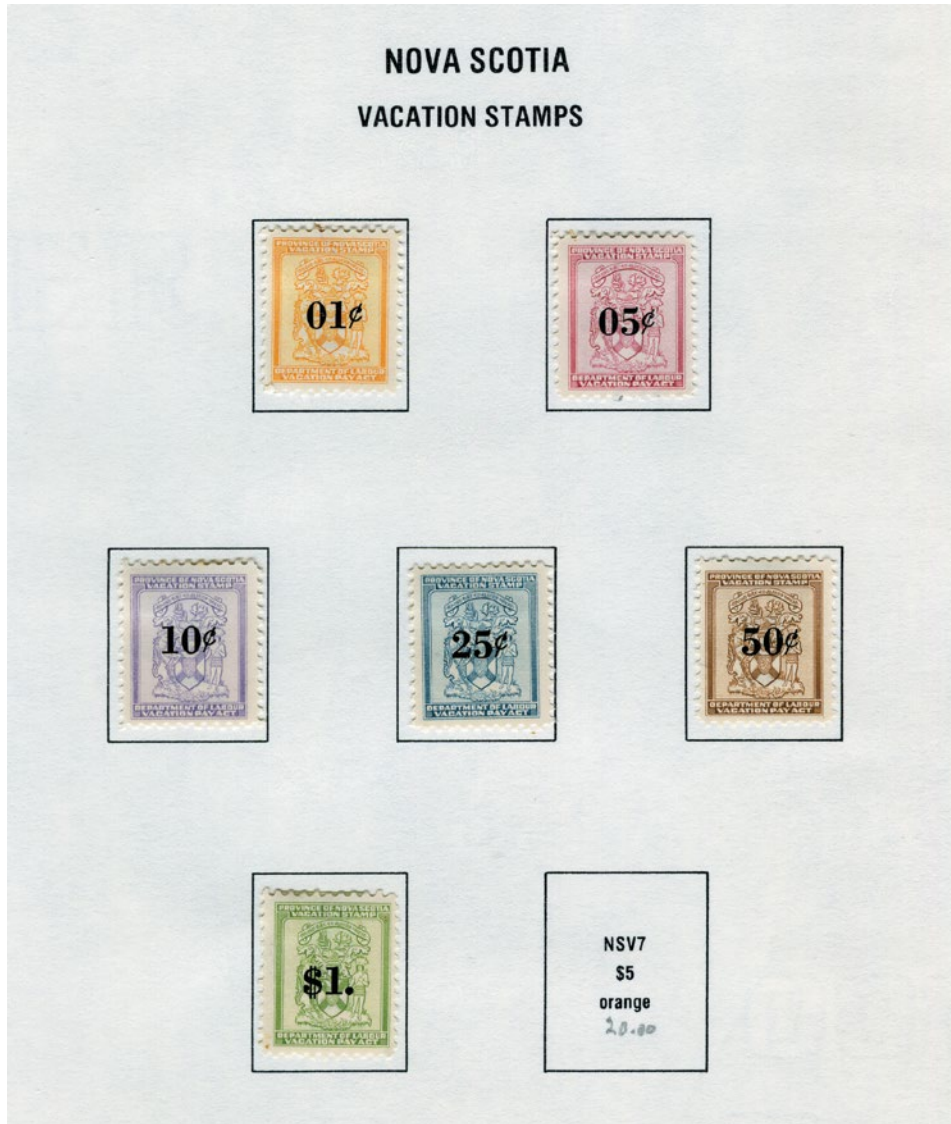 NOVA SCOTIA
VACATION STAMPS
PROVINCE OF NOVA SCOTIA
VACATION STAMP
01¢
DEPARTMENT OF LABOUR
VACATION PAY ACT
PROVINCE OF NOVA SCOTIA
VACATION STAMP
05¢
DEPARTMENT OF LABOUR
VACATION PAY ACT
PROVINCE OF NOVA SCOTIA
VACATION STAMP
10¢
DEPARTMENT OF LABOUR
VACATION PAY ACT
PROVINCE OF NOVA SCOTIA
VACATION STAMP
25¢
DEPARTMENT OF LABOUR
VACATION PAY ACT
PROVINCE OF NOVA SCOTIA
VACATION STAMP
50¢
DEPARTMENT OF LABOUR
VACATION PAY ACT
PROVINCE OF NOVA SCOTIA
VACATION STAMP
$1.
DEPARTMENT OF LABOUR
VACATION PAY ACT
NSV7
$5
orange
20.00